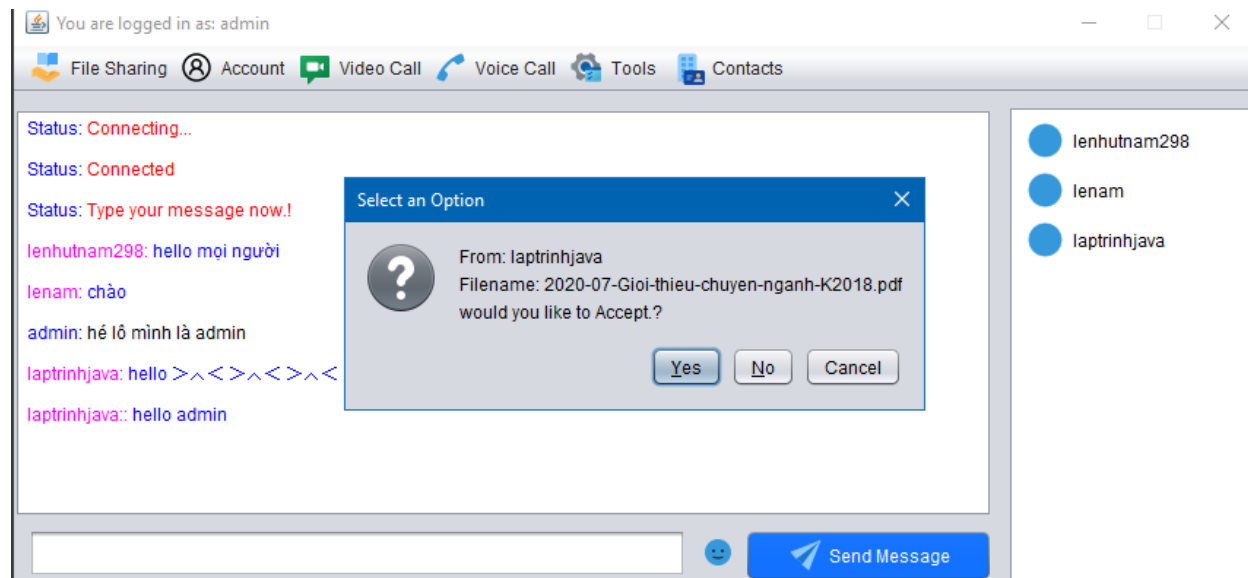 You are logged in as: admin
File Sharing Account Video Call Voice Call Tools Contacts
Status: Connecting...
Status: Connected
Status: Type your message now.!
lenhutnam298: hello mọi người
lenam: chào
admin: hé lô mình là admin
laptrinhjava: hello >^< >^< >^<
laptrinhjava:: hello admin
Select an Option
From: laptrinhjava
Filename: 2020-07-Gioi-thieu-chuyen-nganh-K2018.pdf
would you like to Accept.?
Yes No Cancel
lenhutnam298
lenam
laptrinhjava
Send Message